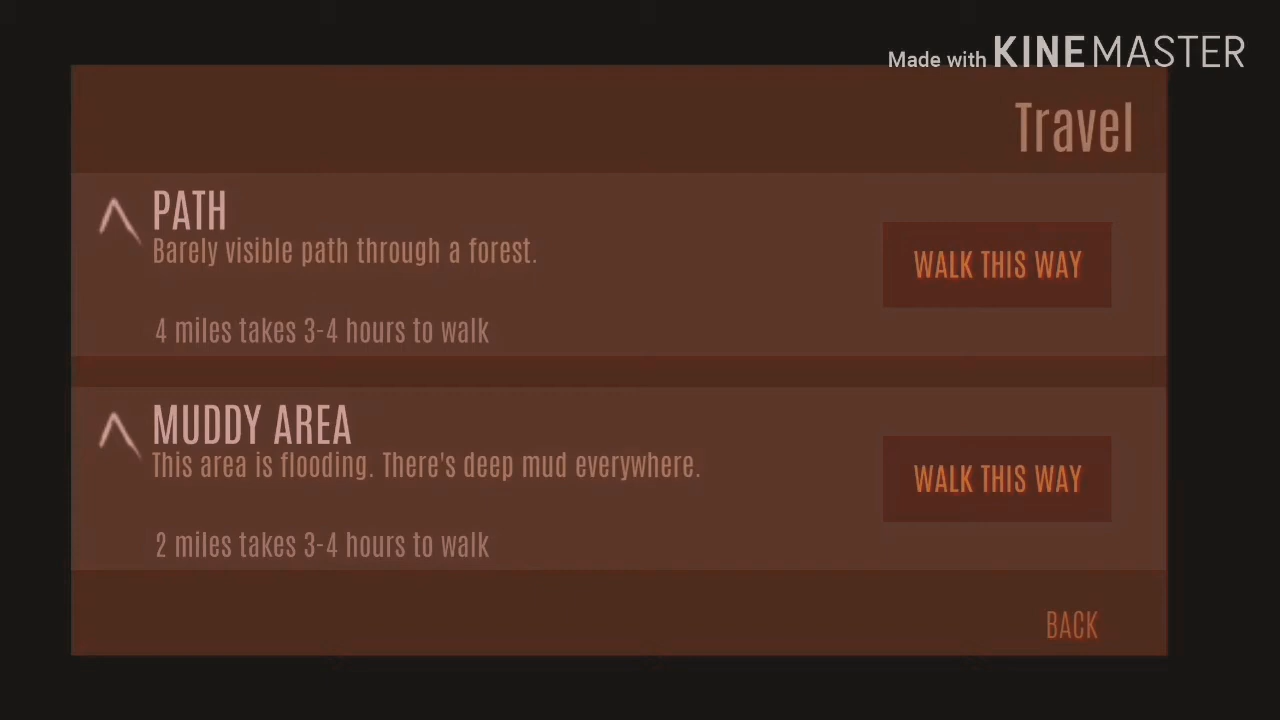 Made with KINEMASTER
Travel
PATH
Barely visible path through a forest.
WALK THIS WAY
4 miles takes 3-4 hours to walk
MUDDY AREA
This area is flooding. There's deep mud everywhere.
WALK THIS WAY
2 miles takes 3-4 hours to walk
BACK